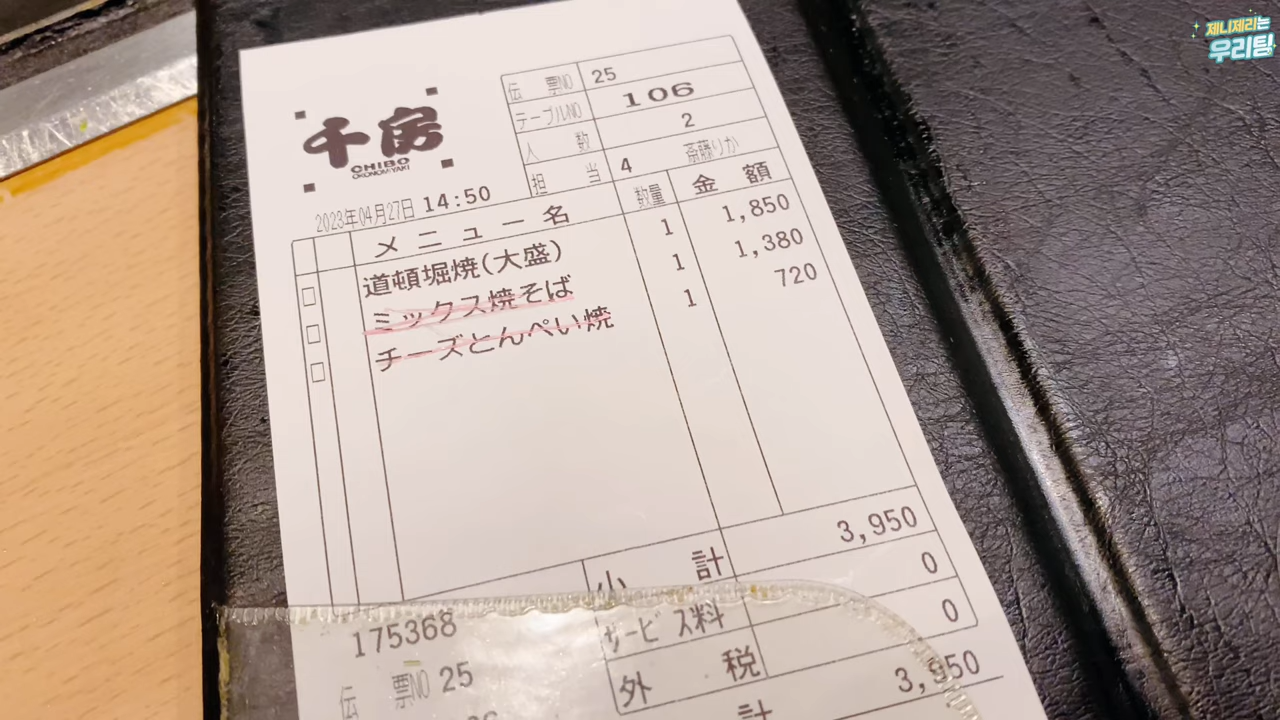 제니제리는
우리팀
千房
CHIBO
OKONOMIYAKI
伝票NO 25
テーブルNO 106
人数 2
担当 4 斎藤りか
2023年04月27日 14:50
メニュー名 数量 金額
□ 道頓堀焼(大盛) 1 1,850
□ ミックス焼そば 1 1,380
□ チーズとんぺい焼 1 720
小計 3,950
サービス料 0
外税 0
計 3,950
175368
伝票NO 25